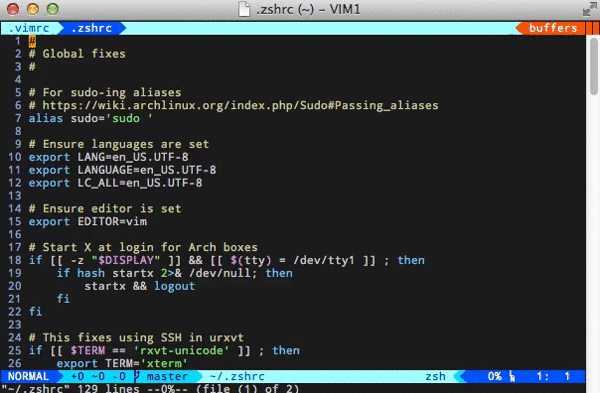 .zshrc (~) – VIM1
.vimrc .zshrc buffers
1 #
2 # Global fixes
3 #
4
5 # For sudo-ing aliases
6 # https://wiki.archlinux.org/index.php/Sudo#Passing_aliases
7 alias sudo='sudo '
8
9 # Ensure languages are set
10 export LANG=en_US.UTF-8
11 export LANGUAGE=en_US.UTF-8
12 export LC_ALL=en_US.UTF-8
13
14 # Ensure editor is set
15 export EDITOR=vim
16
17 # Start X at login for Arch boxes
18 if [[ -z "$DISPLAY" ]] && [[ $(tty) = /dev/tty1 ]] ; then
19     if hash startx 2>& /dev/null; then
20         startx && logout
21     fi
22 fi
23
24 # This fixes using SSH in urxvt
25 if [[ $TERM == 'rxvt-unicode' ]] ; then
26     export TERM='xterm'
NORMAL +0 ~0 -0 master ~/.zshrc zsh 0% 1: 1
"~/.zshrc" 129 lines --0%-- (file (1) of 2)